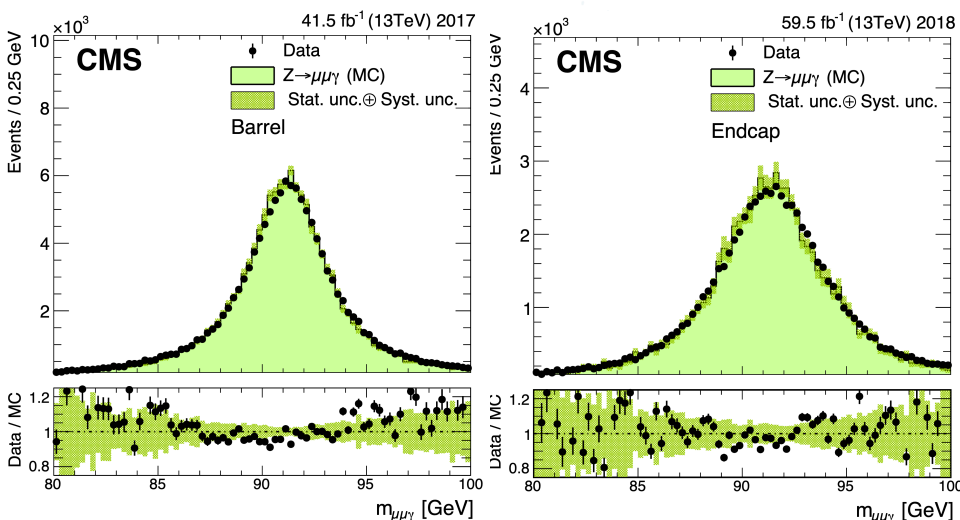 41.5 fb⁻¹ (13TeV) 2017
×10³
10
CMS
Data
Z→μμγ (MC)
Stat. unc.⊕ Syst. unc.
Barrel
8
6
4
2
Events / 0.25 GeV
1.2
1
0.8
Data / MC
80 85 90 95 100
m_μμγ [GeV]
59.5 fb⁻¹ (13TeV) 2018
×10³
CMS
Data
Z→μμγ (MC)
Stat. unc.⊕ Syst. unc.
Endcap
4
3
2
1
Events / 0.25 GeV
1.2
1
0.8
Data / MC
80 85 90 95 100
m_μμγ [GeV]